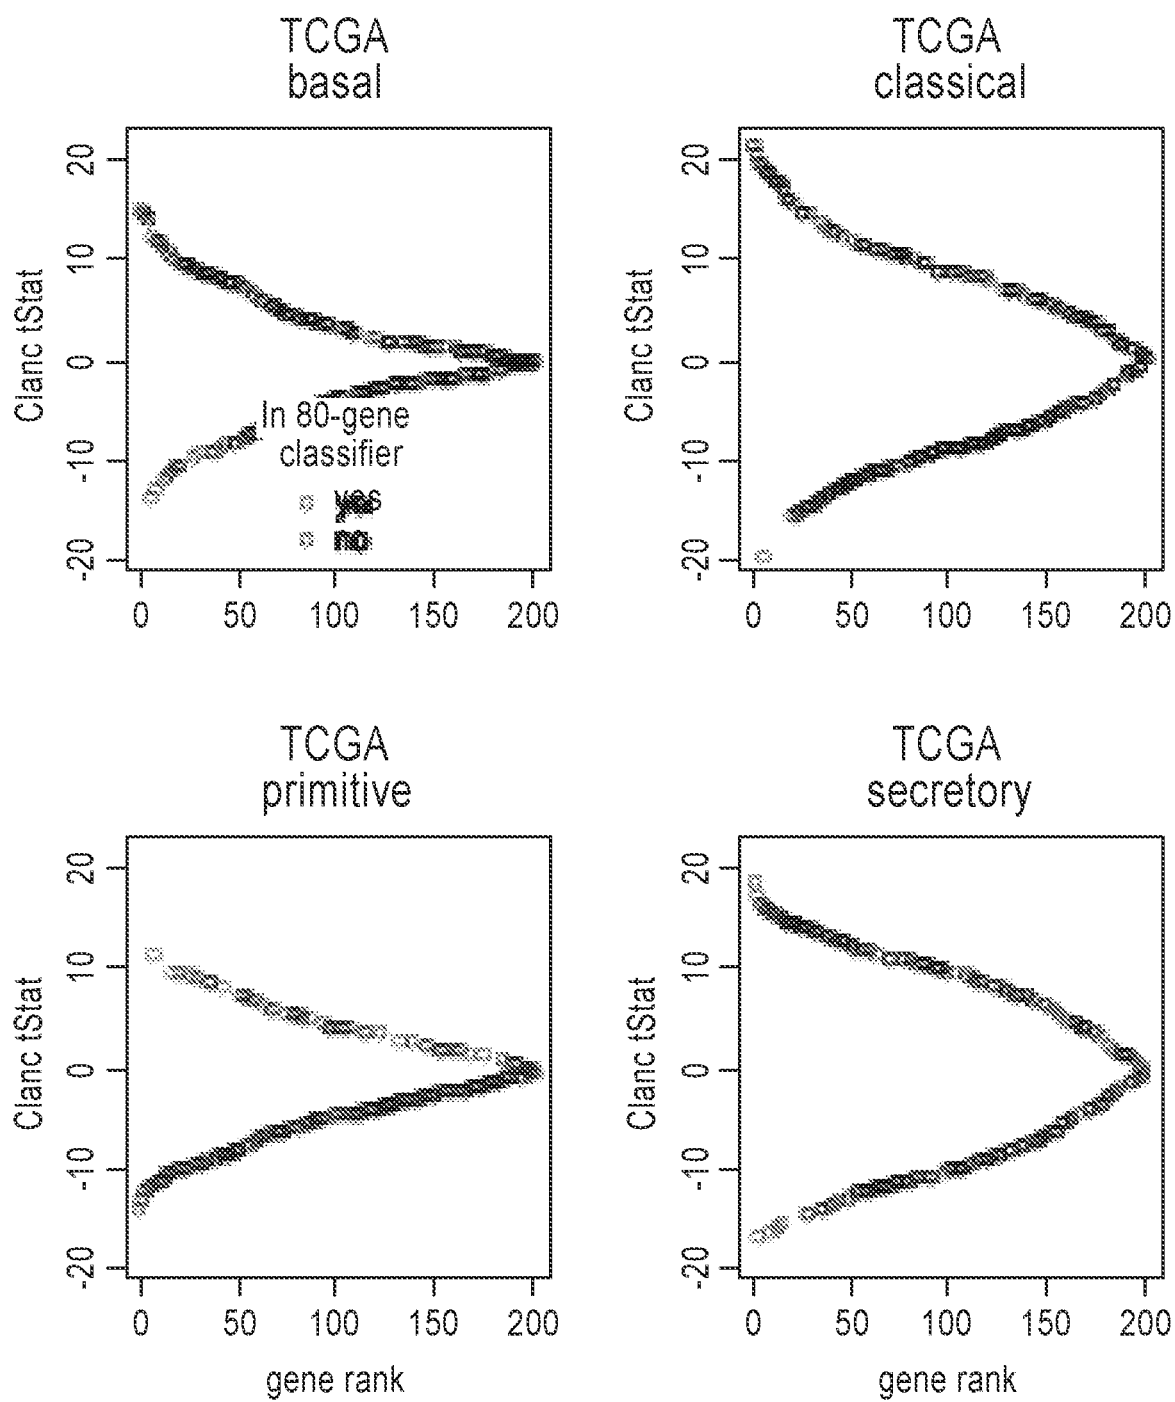 TCGA
basal
20
10
0
-10
-20
Clanc tStat
In 80-gene
classifier
yes
no
0 50 100 150 200
TCGA
classical
20
10
0
-10
-20
Clanc tStat
0 50 100 150 200
TCGA
primitive
20
10
0
-10
-20
Clanc tStat
0 50 100 150 200
gene rank
TCGA
secretory
20
10
0
-10
-20
Clanc tStat
0 50 100 150 200
gene rank